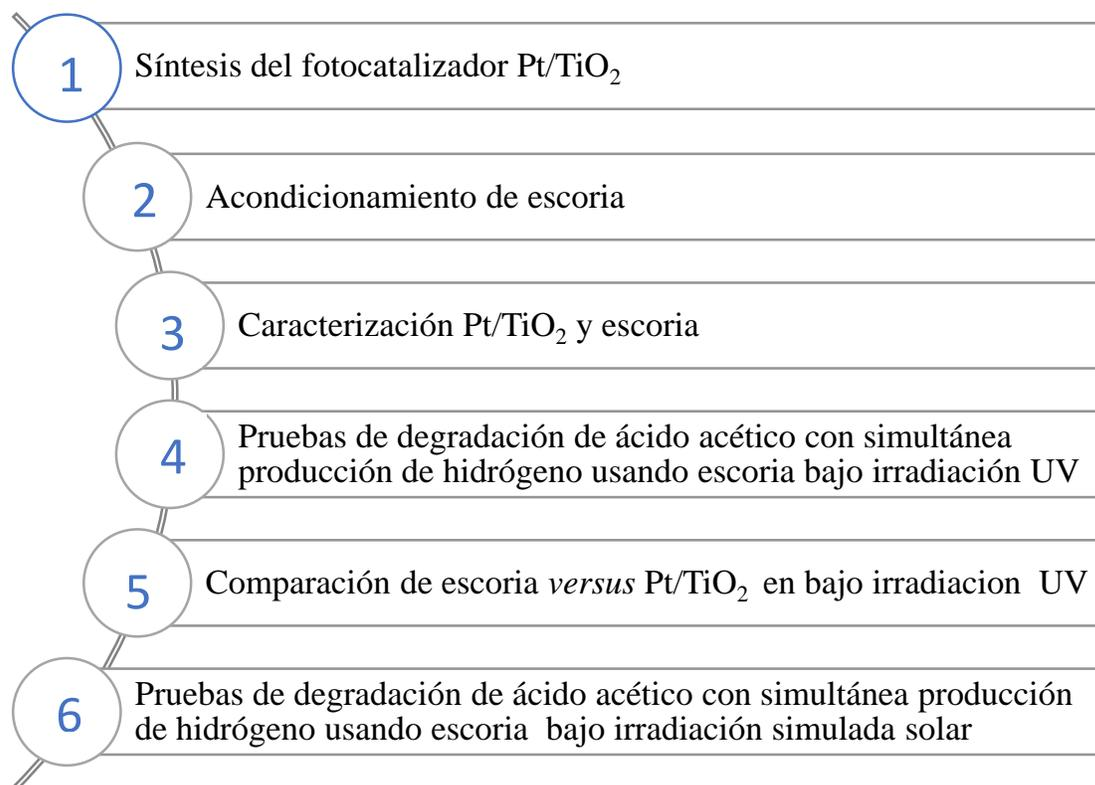 1
Síntesis del fotocatalizador Pt/TiO₂
2
Acondicionamiento de escoria
3
Caracterización Pt/TiO₂ y escoria
4
Pruebas de degradación de ácido acético con simultánea
producción de hidrógeno usando escoria bajo irradiación UV
5
Comparación de escoria versus Pt/TiO₂ en bajo irradiacion UV
6
Pruebas de degradación de ácido acético con simultánea producción
de hidrógeno usando escoria bajo irradiación simulada solar